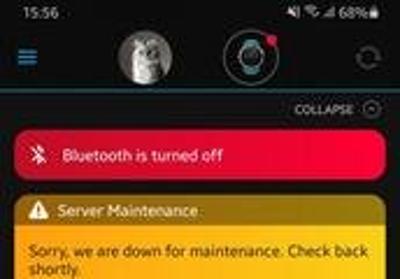 15:56
68%
COLLAPSE
Bluetooth is turned off
Server Maintenance
Sorry, we are down for maintenance. Check back
shortly.